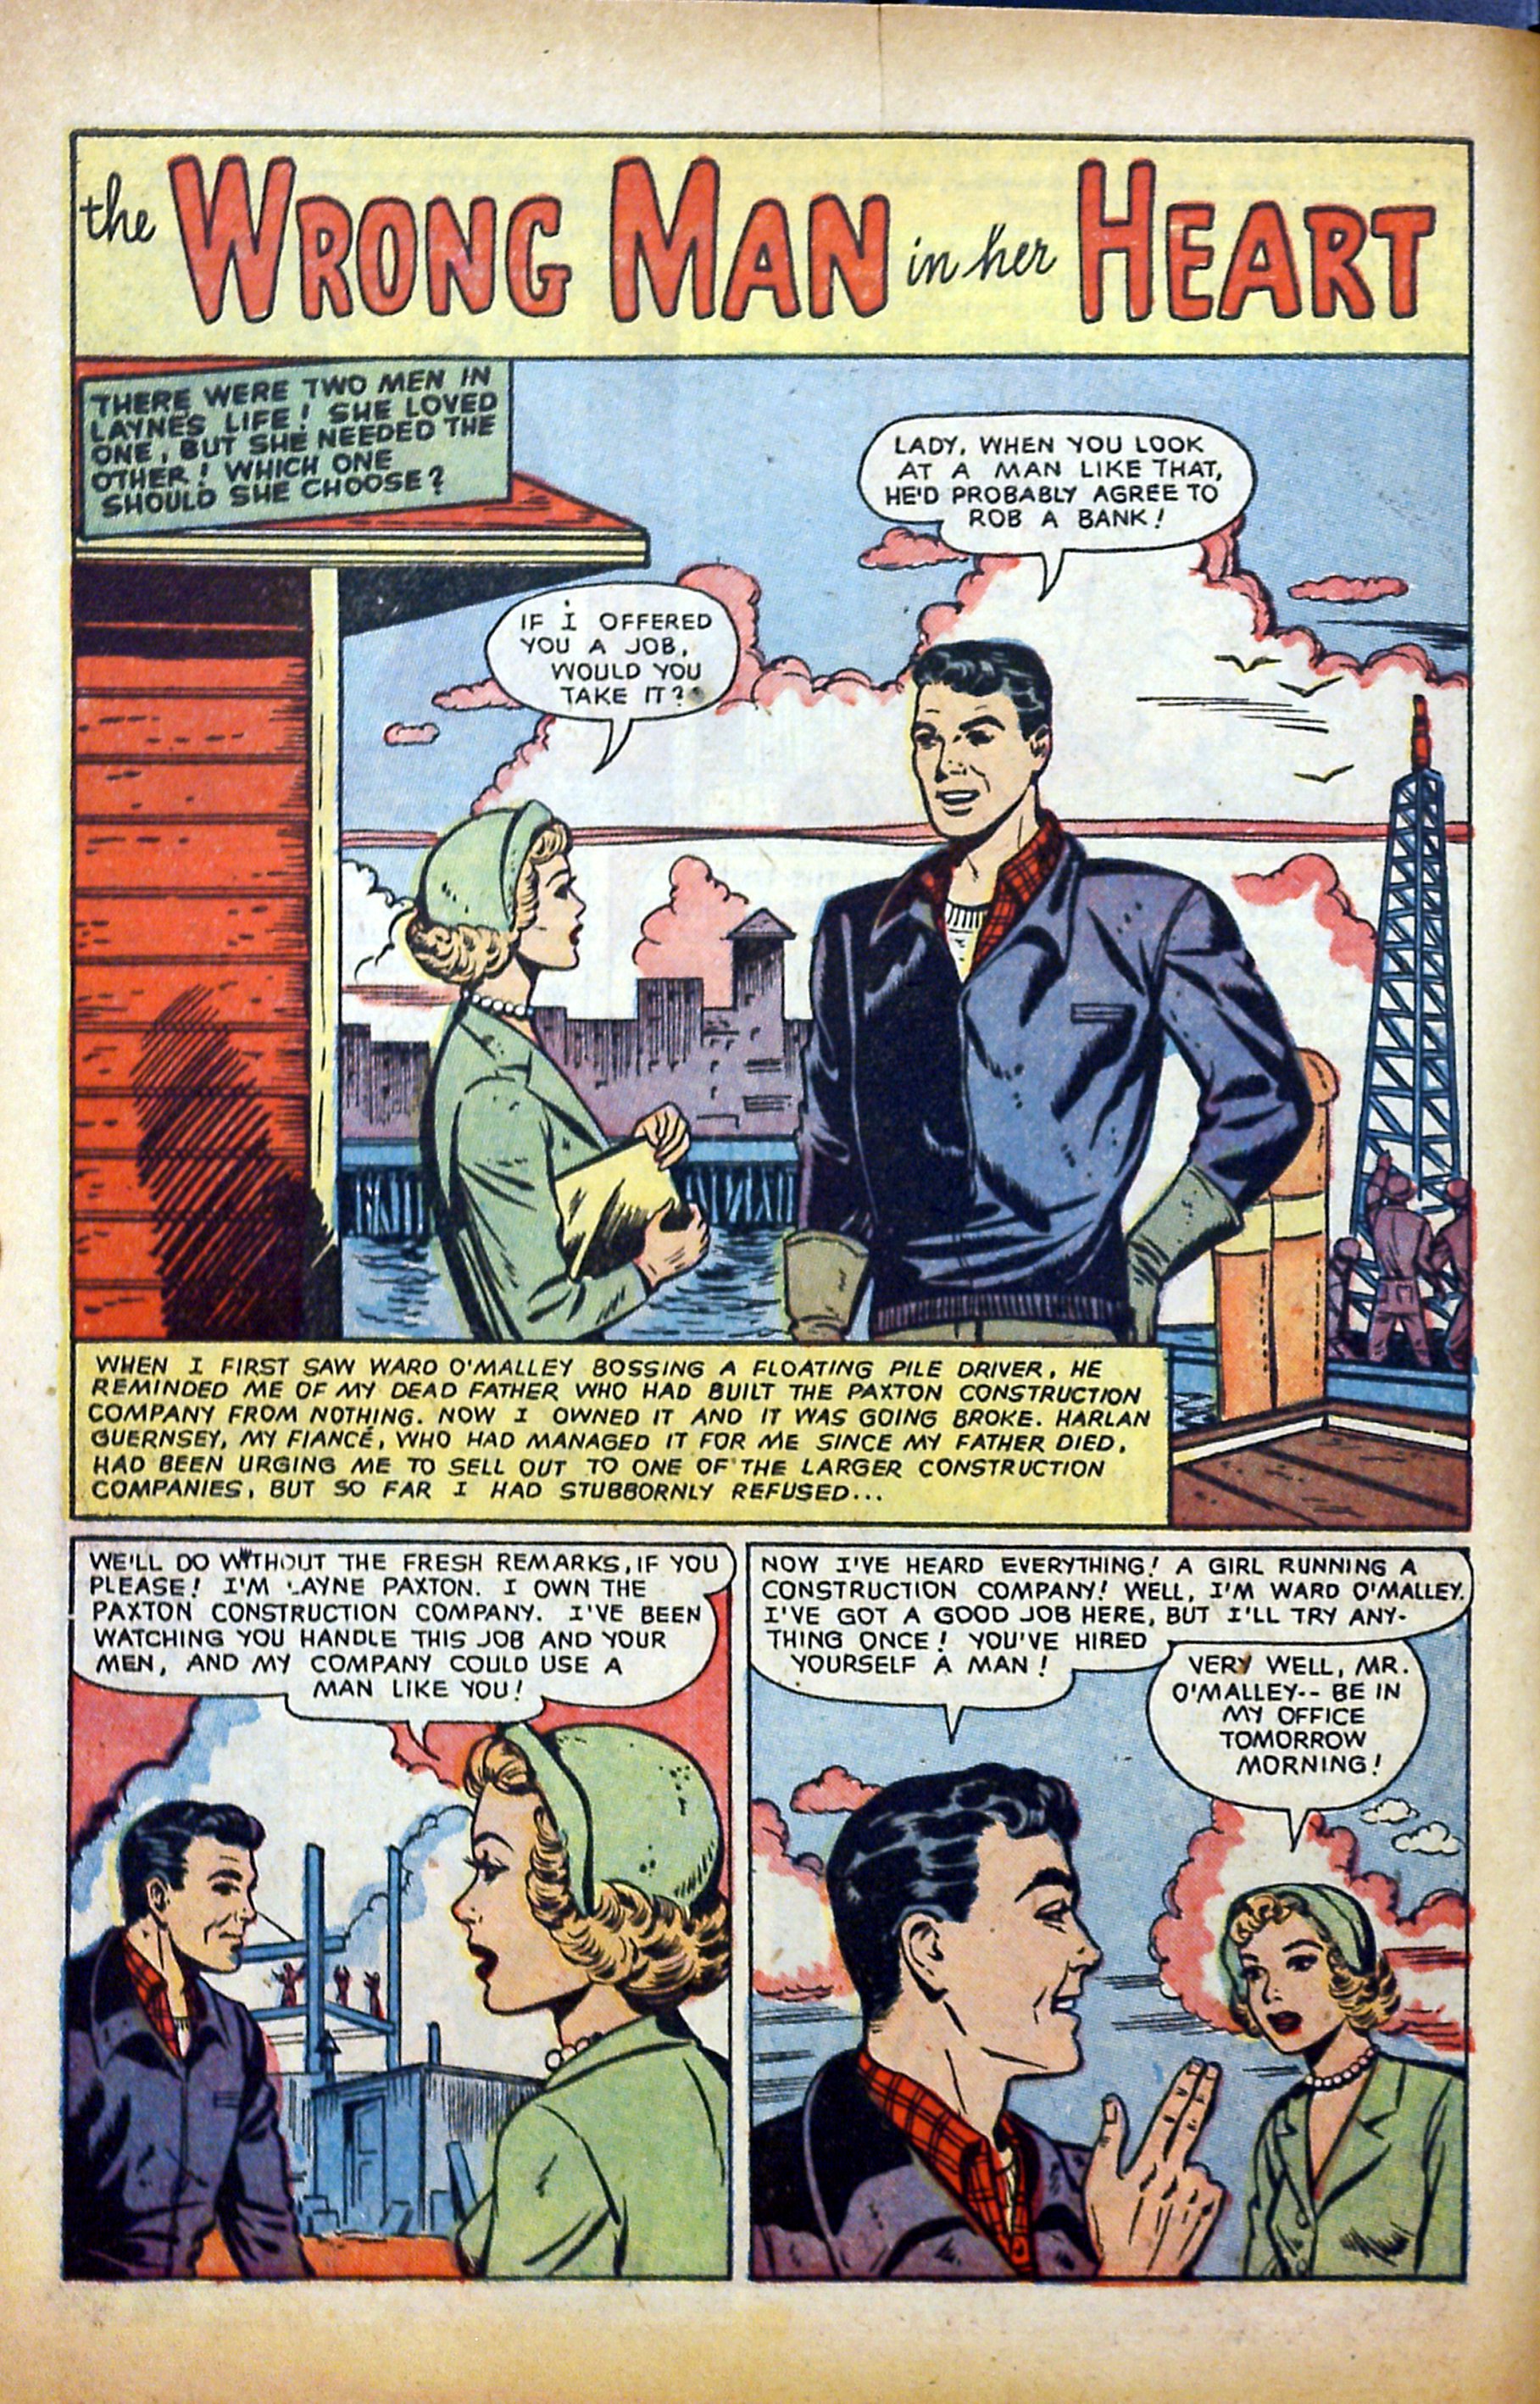 the WRONG MAN in her HEART
THERE WERE TWO MEN IN
LAYNE'S LIFE! SHE LOVED
ONE, BUT SHE NEEDED THE
OTHER! WHICH ONE
SHOULD SHE CHOOSE?
IF I OFFERED
YOU A JOB,
WOULD YOU
TAKE IT?
LADY, WHEN YOU LOOK
AT A MAN LIKE THAT,
HE'D PROBABLY AGREE TO
ROB A BANK!
WHEN I FIRST SAW WARD O'MALLEY BOSSING A FLOATING PILE DRIVER, HE
REMINDED ME OF MY DEAD FATHER WHO HAD BUILT THE PAXTON CONSTRUCTION
COMPANY FROM NOTHING. NOW I OWNED IT AND IT WAS GOING BROKE. HARLAN
GUERNSEY, MY FIANCÉ, WHO HAD MANAGED IT FOR ME SINCE MY FATHER DIED,
HAD BEEN URGING ME TO SELL OUT TO ONE OF THE LARGER CONSTRUCTION
COMPANIES, BUT SO FAR I HAD STUBBORNLY REFUSED...
WE'LL DO WITHOUT THE FRESH REMARKS, IF YOU
PLEASE! I'M LAYNE PAXTON. I OWN THE
PAXTON CONSTRUCTION COMPANY. I'VE BEEN
WATCHING YOU HANDLE THIS JOB AND YOUR
MEN, AND MY COMPANY COULD USE A
MAN LIKE YOU!
NOW I'VE HEARD EVERYTHING! A GIRL RUNNING A
CONSTRUCTION COMPANY! WELL, I'M WARD O'MALLEY.
I'VE GOT A GOOD JOB HERE, BUT I'LL TRY ANY-
THING ONCE! YOU'VE HIRED
YOURSELF A MAN!
VERY WELL, MR.
O'MALLEY-- BE IN
MY OFFICE
TOMORROW
MORNING!